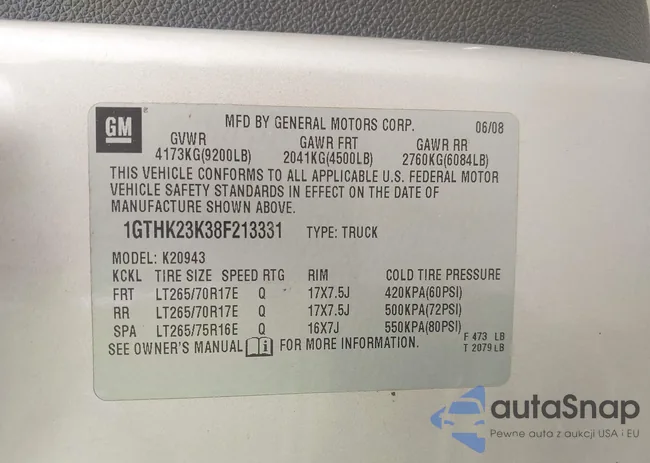 GM
MFD BY GENERAL MOTORS CORP. 06/08
GVWR GAWR FRT GAWR RR
4173KG(9200LB) 2041KG(4500LB) 2760KG(6084LB)
THIS VEHICLE CONFORMS TO ALL APPLICABLE U.S. FEDERAL MOTOR
VEHICLE SAFETY STANDARDS IN EFFECT ON THE DATE OF
MANUFACTURE SHOWN ABOVE.
1GTHK23K38F213331 TYPE: TRUCK
MODEL: K20943
KCKL TIRE SIZE SPEED RTG RIM COLD TIRE PRESSURE
FRT LT265/70R17E Q 17X7.5J 420KPA(60PSI)
RR LT265/70R17E Q 17X7.5J 500KPA(72PSI)
SPA LT265/75R16E Q 16X7J 550KPA(80PSI)
SEE OWNER'S MANUAL i FOR MORE INFORMATION.
F 473 LB
T 2079 LB
autaSnap
Pewne auta z aukcji USA i EU